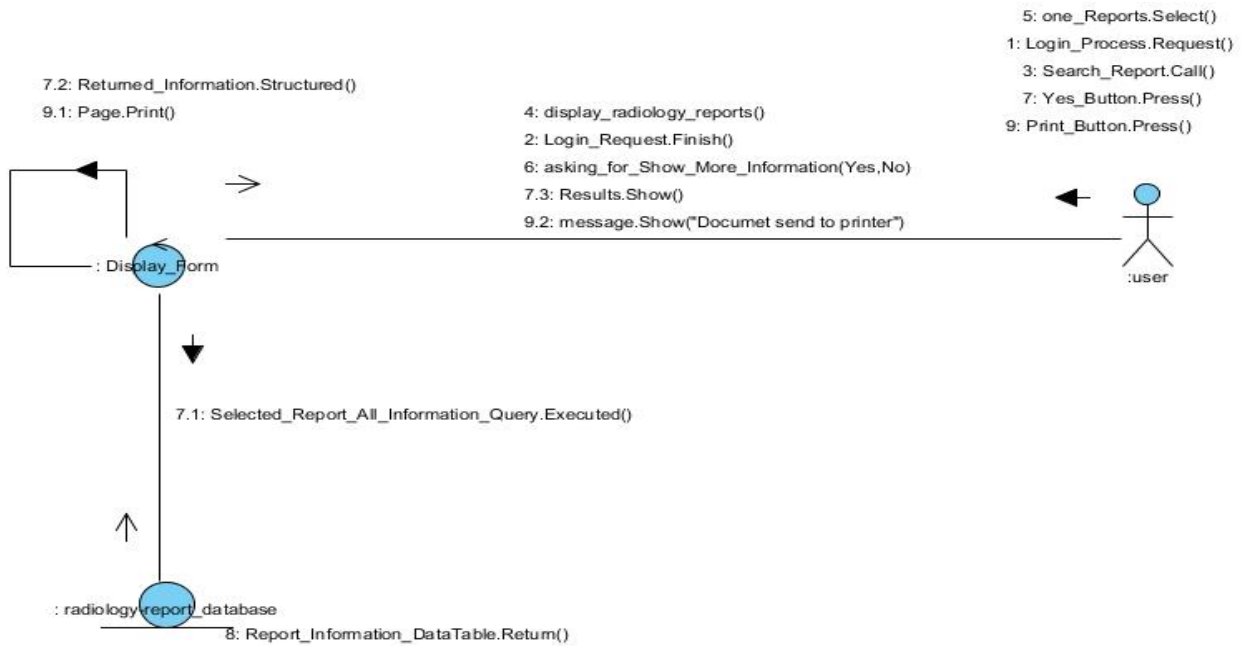 5: one_Reports.Select()
1: Login_Process.Request()
3: Search_Report.Call()
7: Yes_Button.Press()
9: Print_Button.Press()
7.2: Returned_Information.Structured()
9.1: Page.Print()
4: display_radiology_reports()
2: Login_Request.Finish()
6: asking_for_Show_More_Information(Yes,No)
7.3: Results.Show()
9.2: message.Show("Documet send to printer")
: Display_Form
:user
7.1: Selected_Report_All_Information_Query.Executed()
: radiology-report_database
8: Report_Information_DataTable.Return()